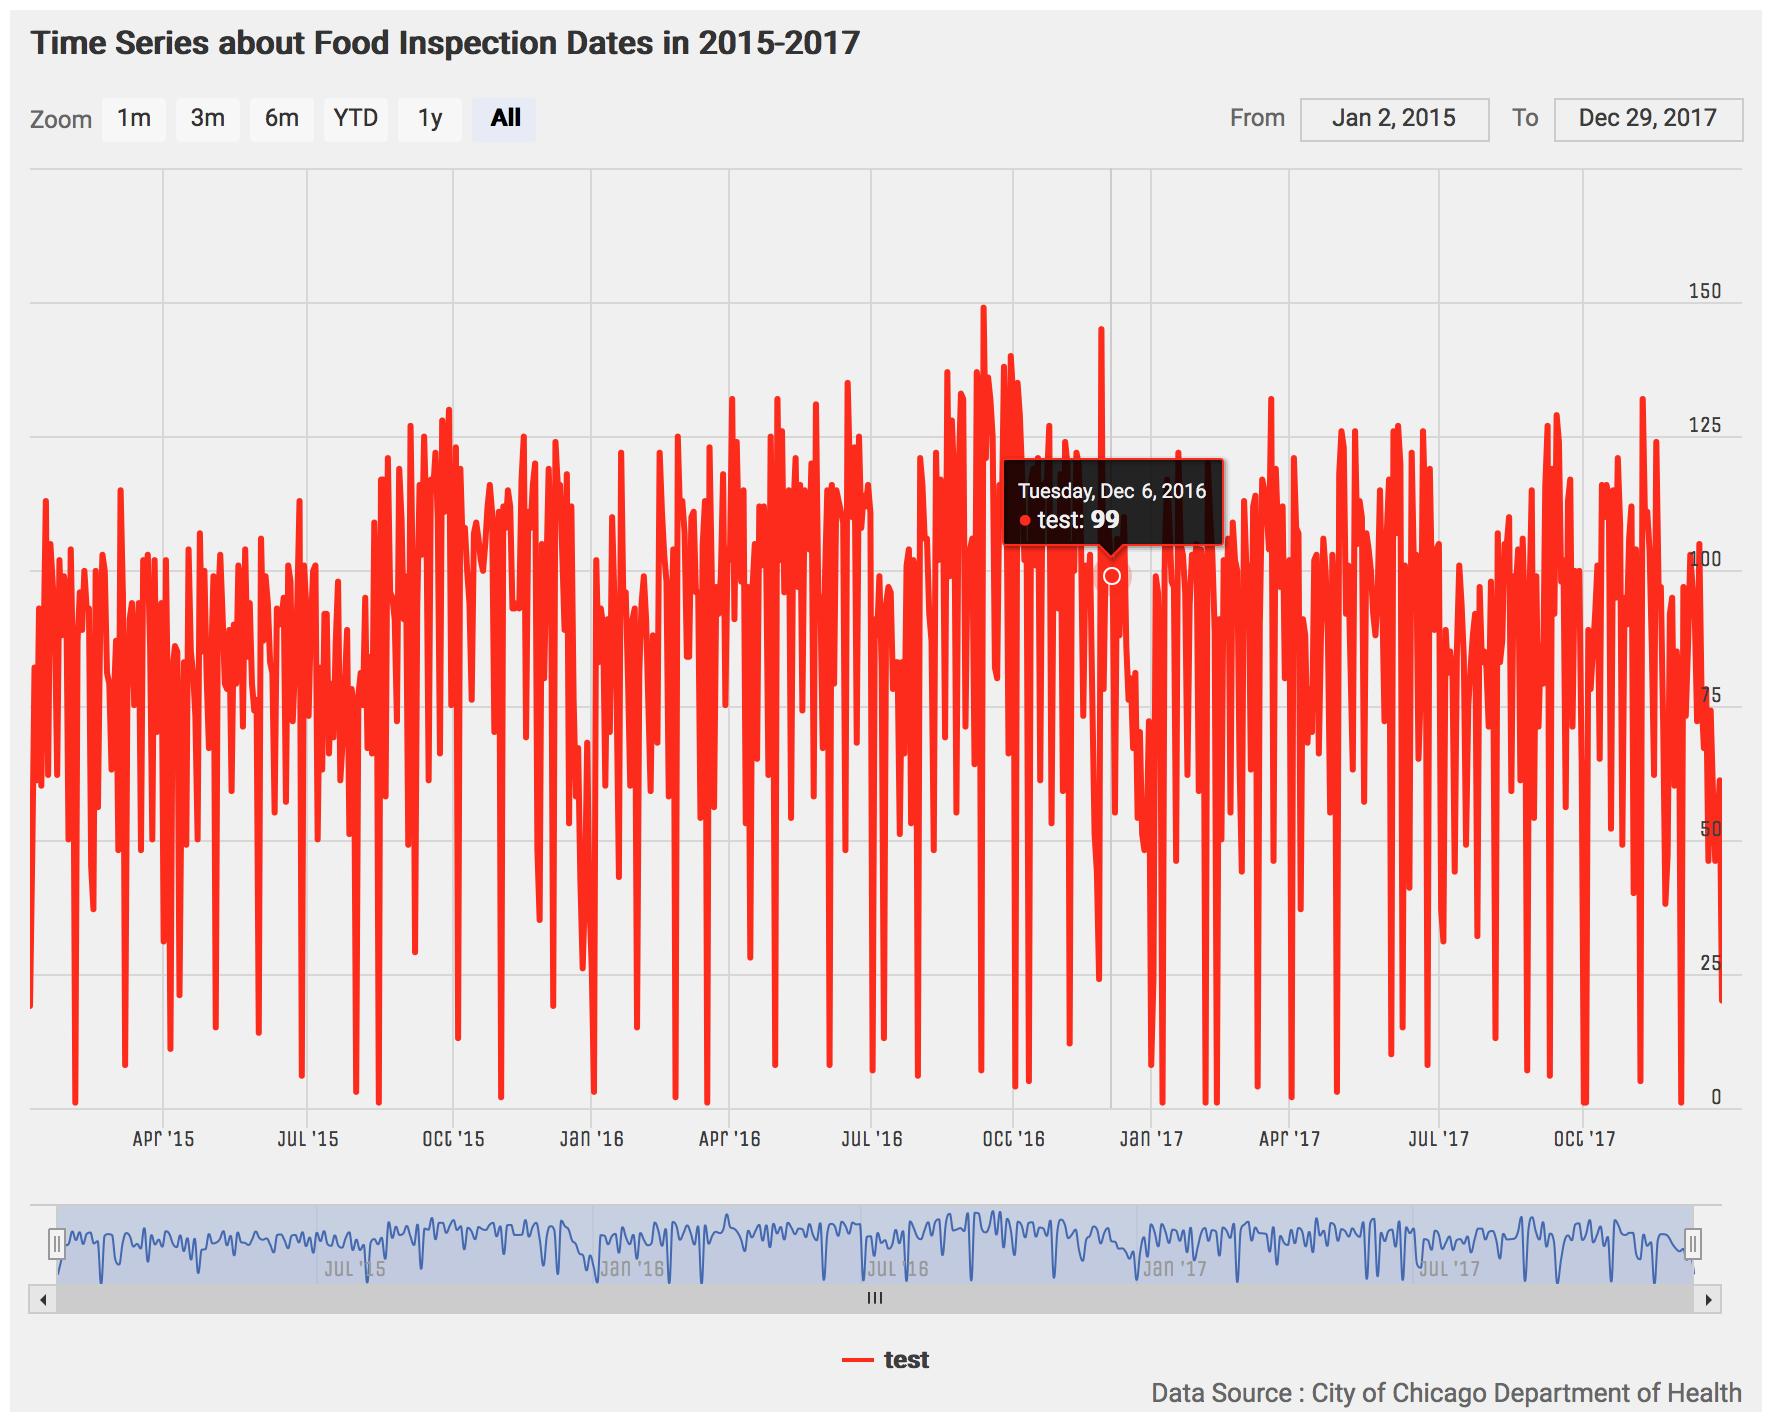 Time Series about Food Inspection Dates in 2015-2017
Zoom 1m 3m 6m YTD 1y All From Jan 2, 2015 To Dec 29, 2017
150
125
Tuesday, Dec 6, 2016
test: 99
100
75
50
25
0
Apr '15 Jul '15 Oct '15 Jan '16 Apr '16 Jul '16 Oct '16 Jan '17 Apr '17 Jul '17 Oct '17
Jul '15 Jan '16 Jul '16 Jan '17 Jul '17
test
Data Source : City of Chicago Department of Health